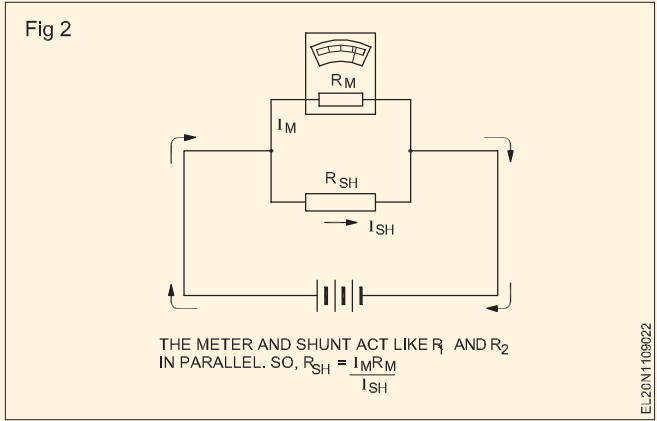 Fig 2
RM
IM
RSH
ISH
THE METER AND SHUNT ACT LIKE R1 AND R2
IN PARALLEL. SO, RSH = IMRM
ISH
EL20N1109022